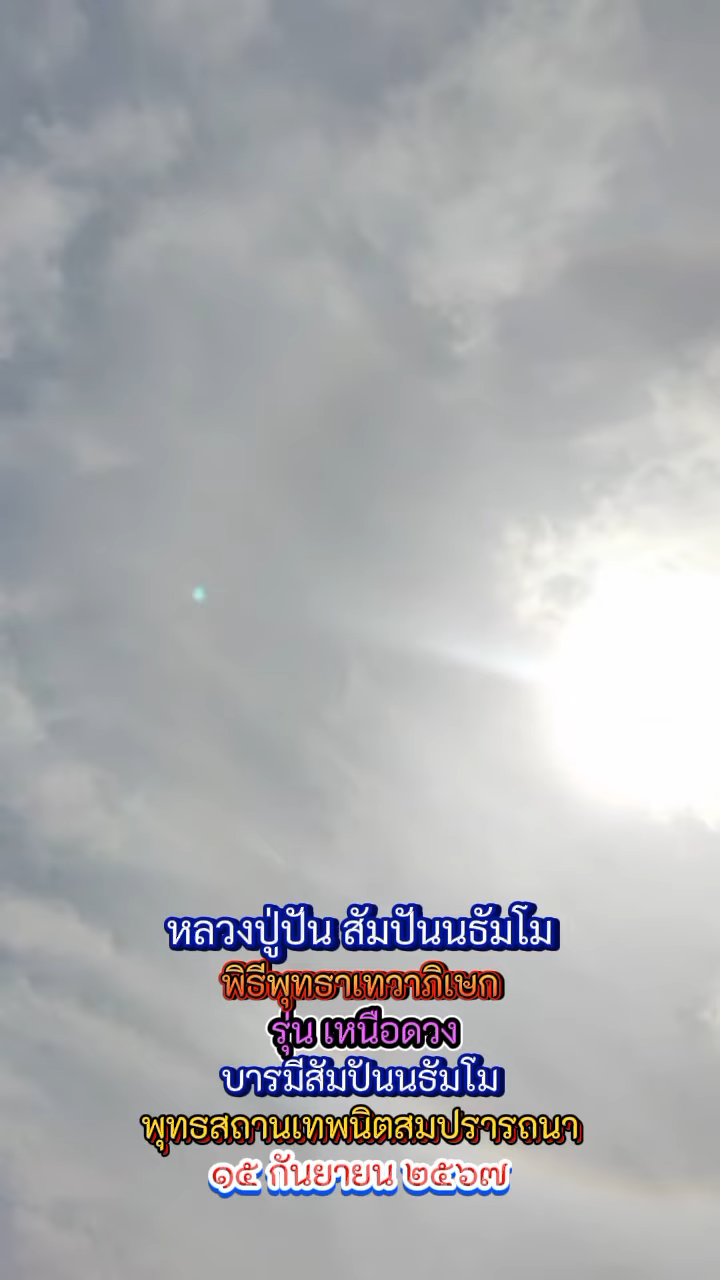 หลวงปู่ปัน สัมปันนธัมโม
พิธีพุทธาเทวาภิเษก
รุ่น เหนือดวง
บารมีสัมปันนธัมโม
พุทธสถานเทพนิตสมปรารถนา
๑๕ กันยายน ๒๕๖๗